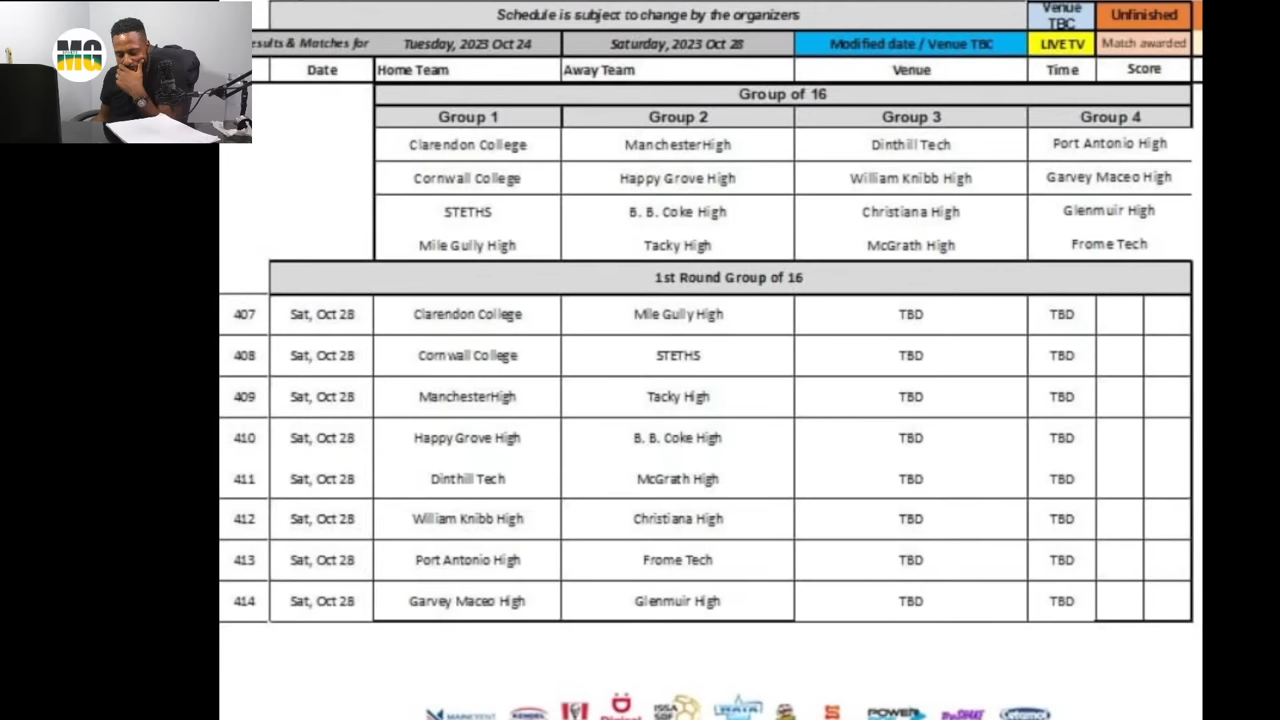 MG
Schedule is subject to change by the organizers Venue TBC Unfinished
esults & Matches for Tuesday, 2023 Oct 24 Saturday, 2023 Oct 28 Modified date / Venue TBC LIVE TV Match awarded
Date Home Team Away Team Venue Time Score
Group of 16
Group 1 Group 2 Group 3 Group 4
Clarendon College ManchesterHigh Dinthill Tech Port Antonio High
Cornwall College Happy Grove High William Knibb High Garvey Maceo High
STETHS B. B. Coke High Christiana High Glenmuir High
Mile Gully High Tacky High McGrath High Frome Tech
1st Round Group of 16
407 Sat, Oct 28 Clarendon College Mile Gully High TBD TBD
408 Sat, Oct 28 Cornwall College STETHS TBD TBD
409 Sat, Oct 28 ManchesterHigh Tacky High TBD TBD
410 Sat, Oct 28 Happy Grove High B. B. Coke High TBD TBD
411 Sat, Oct 28 Dinthill Tech McGrath High TBD TBD
412 Sat, Oct 28 William Knibb High Christiana High TBD TBD
413 Sat, Oct 28 Port Antonio High Frome Tech TBD TBD
414 Sat, Oct 28 Garvey Maceo High Glenmuir High TBD TBD
KFC Digicel ISSA WATA POWER